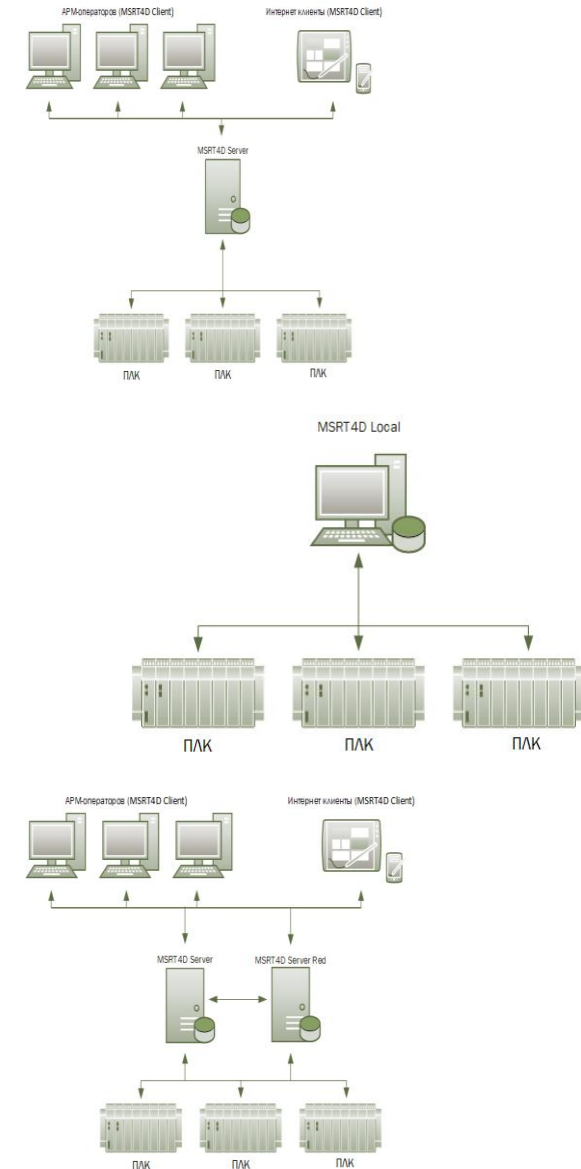 АРМ-операторов (MSRT4D Client)
Интернет клиенты (MSRT4D Client)
MSRT4D Server
ПЛК
ПЛК
ПЛК
MSRT4D Local
ПЛК
ПЛК
ПЛК
АРМ-операторов (MSRT4D Client)
Интернет клиенты (MSRT4D Client)
MSRT4D Server
MSRT4D Server Red
ПЛК
ПЛК
ПЛК